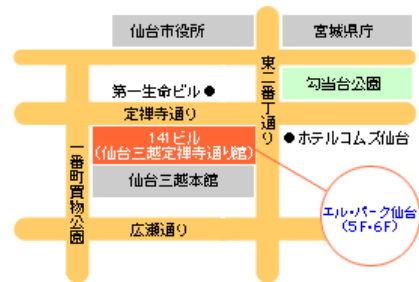 仙台市役所
宮城県庁
東二番丁通り
勾当台公園
第一生命ビル●
定禅寺通り
141ビル
(仙台三越定禅寺通り館)
●ホテルコムズ仙台
一番町買物公園
仙台三越本館
エル・パーク仙台
(5F・6F)
広瀬通り